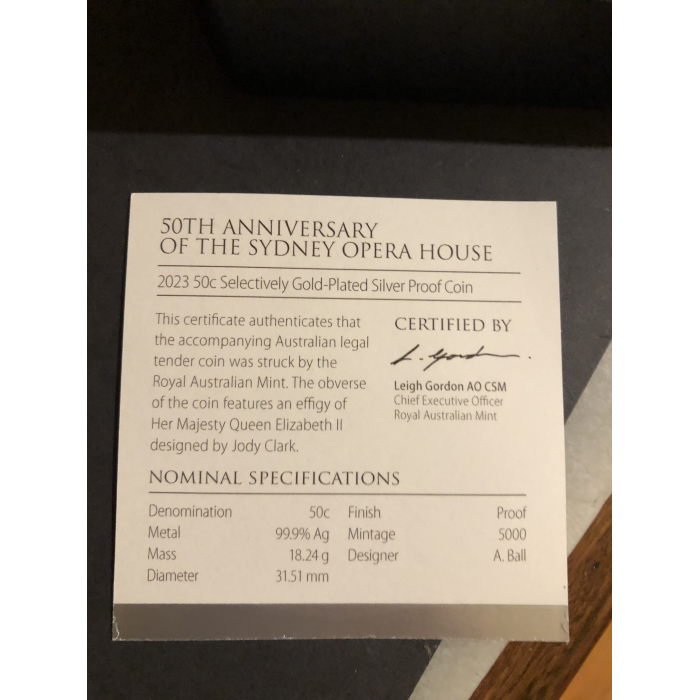 50TH ANNIVERSARY
OF THE SYDNEY OPERA HOUSE
2023 50c Selectively Gold-Plated Silver Proof Coin
This certificate authenticates that
the accompanying Australian legal
tender coin was struck by the
Royal Australian Mint. The obverse
of the coin features an effigy of
Her Majesty Queen Elizabeth II
designed by Jody Clark.
CERTIFIED BY
L. Gordon.
Leigh Gordon AO CSM
Chief Executive Officer
Royal Australian Mint
NOMINAL SPECIFICATIONS
Denomination 50c Finish Proof
Metal 99.9% Ag Mintage 5000
Mass 18.24 g Designer A. Ball
Diameter 31.51 mm